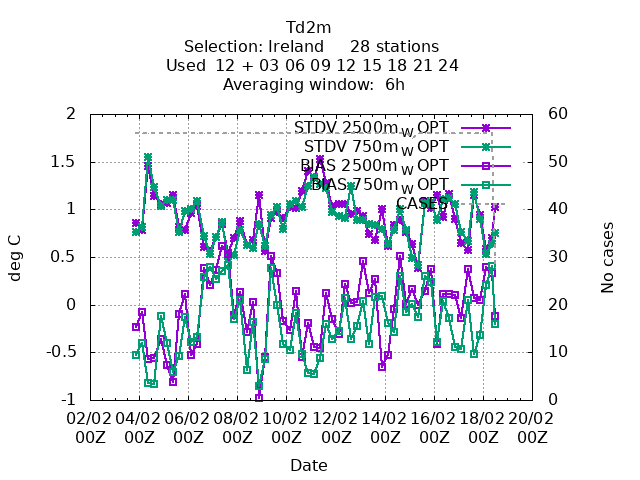 Td2m
Selection: Ireland 28 stations
Used 12 + 03 06 09 12 15 18 21 24
Averaging window: 6h
2 60
STDV 2500m_W OPT
STDV 750m_W OPT
1.5 50
BIAS 2500m_W OPT
BIAS 750m_W OPT
CASES
1 40
0.5 30
0 20
-0.5 10
-1 0
deg C
No cases
02/02 04/02 06/02 08/02 10/02 12/02 14/02 16/02 18/02 20/02
00Z 00Z 00Z 00Z 00Z 00Z 00Z 00Z 00Z 00Z
Date